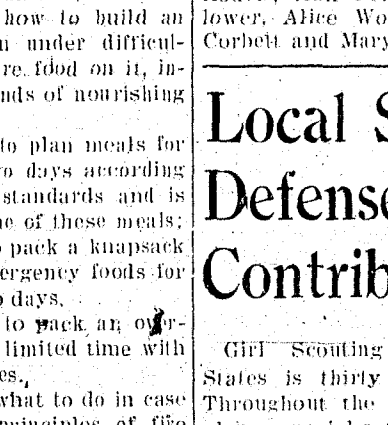 how to build an
under difficul-
food on it, in-
nds of nourishing
to plan meals for
days according
standards and is
of these meals;
pack a knapsack
ergency foods for
days.
to pack an over-
limited time with
es.
what to do in case
principles of fire
lower, Alice Wo
Corbett and Mary
Local S
Defense
Contrib
Girl Scouting
States is thirty
Throughout the